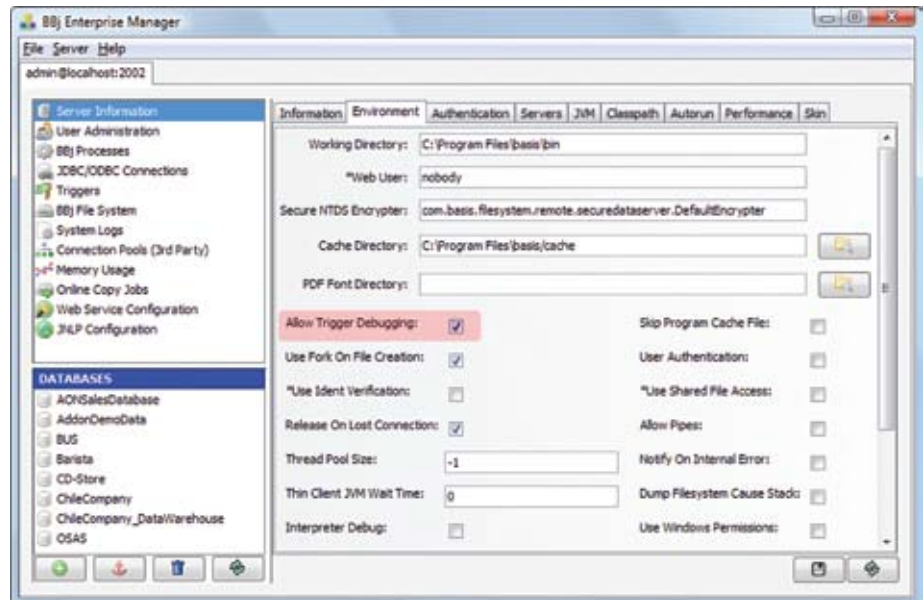 BBj Enterprise Manager
File Server Help
admin@localhost:2002
Server Information
User Administration
BBj Processes
JDBC/ODBC Connections
Triggers
BBj File System
System Logs
Connection Pools (3rd Party)
Memory Usage
Online Copy Jobs
Web Service Configuration
JNLP Configuration
DATABASES
AONSalesDatabase
AddonDemoData
BUS
Barista
CD-Store
ChileCompany
ChileCompany_DataWarehouse
OSAS
Information Environment Authentication Servers JVM Classpath Autorun Performance Skin
Working Directory: C:\Program Files\basis\bin
*Web User: nobody
Secure NTDS Encrypter: com.basis.filesystem.remote.securedataserver.DefaultEncrypter
Cache Directory: C:\Program Files\basis/cache
PDF Font Directory:
Allow Trigger Debugging: Skip Program Cache File:
Use Fork On File Creation: User Authentication:
*Use Ident Verification: *Use Shared File Access:
Release On Lost Connection: Allow Pipes:
Thread Pool Size: -1 Notify On Internal Error:
Thin Client JVM Wait Time: 0 Dump Filesystem Cause Stack:
Interpreter Debug: Use Windows Permissions: